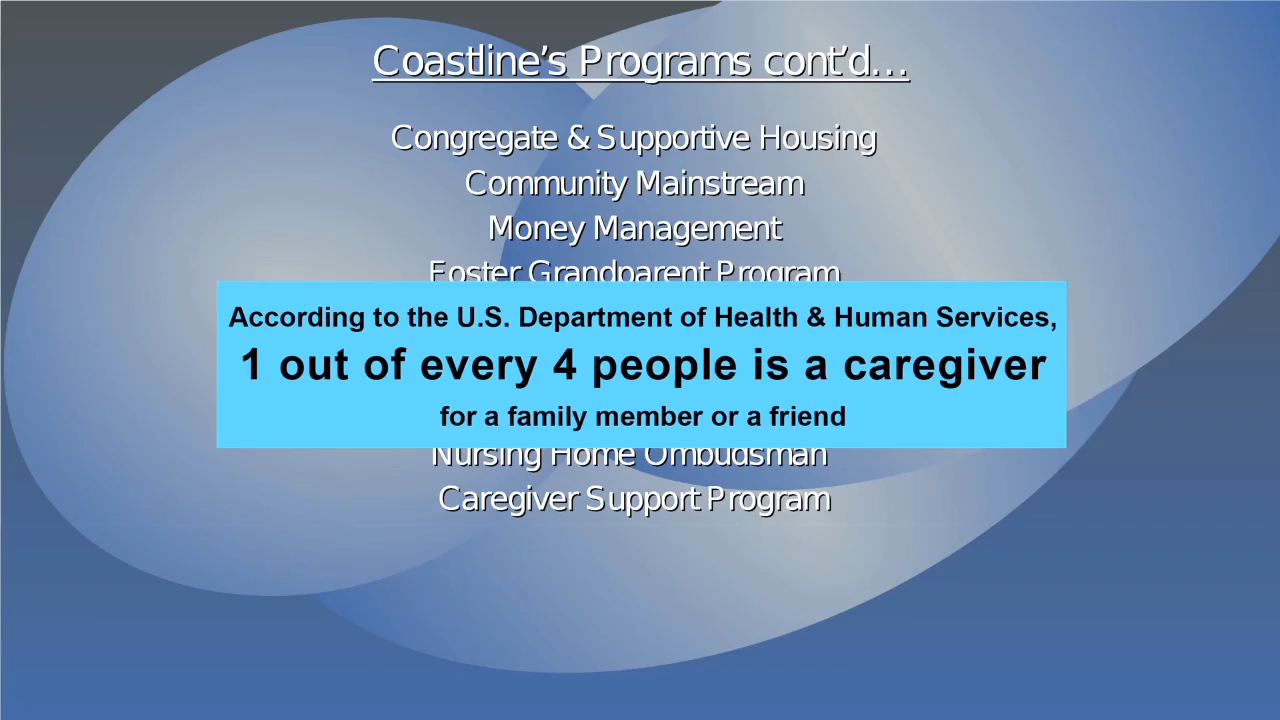 Coastline’s Programs cont’d…
Congregate & Supportive Housing
Community Mainstream
Money Management
Foster Grandparent Program
According to the U.S. Department of Health & Human Services,
1 out of every 4 people is a caregiver
for a family member or a friend
Nursing Home Ombudsman
Caregiver Support Program